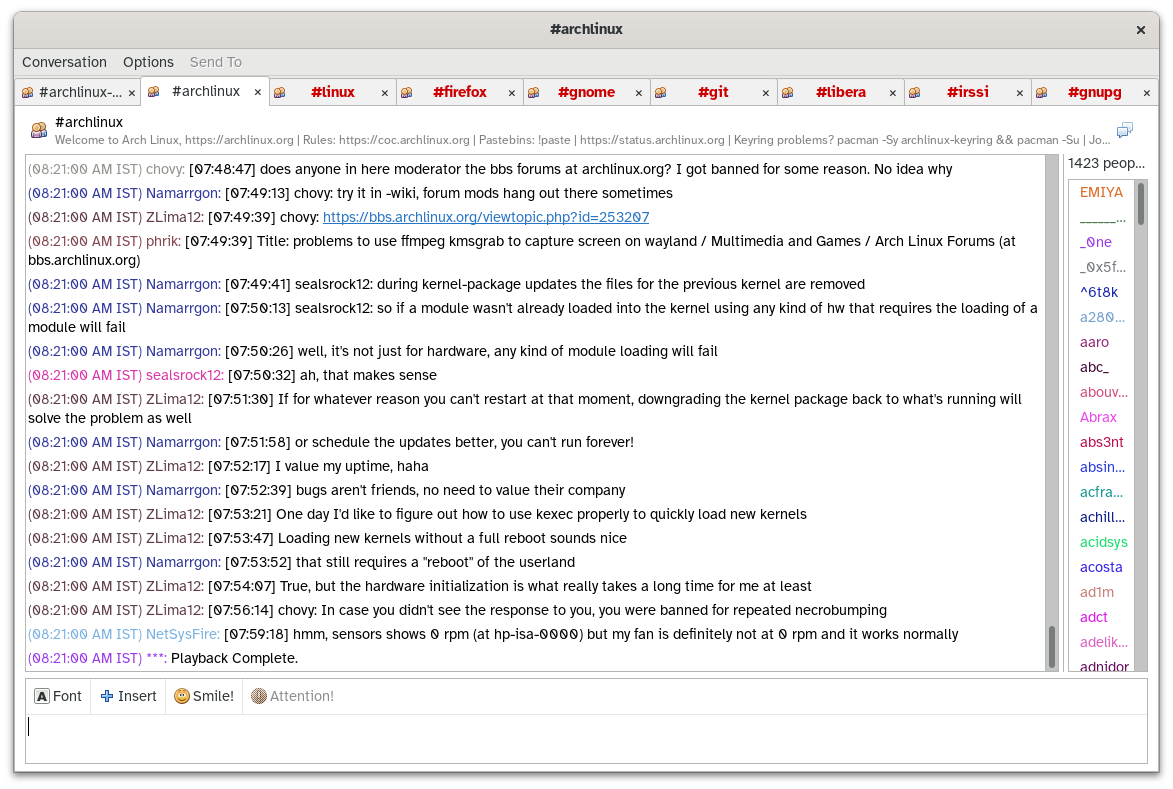 #archlinux
Conversation Options Send To
#archlinux-... #archlinux #linux #firefox #gnome #git #libera #irssi #gnupg
#archlinux
Welcome to Arch Linux, https://archlinux.org | Rules: https://coc.archlinux.org | Pastebins: !paste | https://status.archlinux.org | Keyring problems? pacman -Sy archlinux-keyring && pacman -Su | Jo...
(08:21:00 AM IST) chovy: [07:48:47] does anyone in here moderator the bbs forums at archlinux.org? I got banned for some reason. No idea why
(08:21:00 AM IST) Namarrgon: [07:49:13] chovy: try it in -wiki, forum mods hang out there sometimes
(08:21:00 AM IST) ZLima12: [07:49:39] chovy: https://bbs.archlinux.org/viewtopic.php?id=253207
(08:21:00 AM IST) phrik: [07:49:39] Title: problems to use ffmpeg kmsgrab to capture screen on wayland / Multimedia and Games / Arch Linux Forums (at
bbs.archlinux.org)
(08:21:00 AM IST) Namarrgon: [07:49:41] sealsrock12: during kernel-package updates the files for the previous kernel are removed
(08:21:00 AM IST) Namarrgon: [07:50:13] sealsrock12: so if a module wasn't already loaded into the kernel using any kind of hw that requires the loading of a
module will fail
(08:21:00 AM IST) Namarrgon: [07:50:26] well, it's not just for hardware, any kind of module loading will fail
(08:21:00 AM IST) sealsrock12: [07:50:32] ah, that makes sense
(08:21:00 AM IST) ZLima12: [07:51:30] If for whatever reason you can't restart at that moment, downgrading the kernel package back to what's running will
solve the problem as well
(08:21:00 AM IST) Namarrgon: [07:51:58] or schedule the updates better, you can't run forever!
(08:21:00 AM IST) ZLima12: [07:52:17] I value my uptime, haha
(08:21:00 AM IST) Namarrgon: [07:52:39] bugs aren't friends, no need to value their company
(08:21:00 AM IST) ZLima12: [07:53:21] One day I'd like to figure out how to use kexec properly to quickly load new kernels
(08:21:00 AM IST) ZLima12: [07:53:47] Loading new kernels without a full reboot sounds nice
(08:21:00 AM IST) Namarrgon: [07:53:52] that still requires a "reboot" of the userland
(08:21:00 AM IST) ZLima12: [07:54:07] True, but the hardware initialization is what really takes a long time for me at least
(08:21:00 AM IST) ZLima12: [07:56:14] chovy: In case you didn't see the response to you, you were banned for repeated necrobumping
(08:21:00 AM IST) NetSysFire: [07:59:18] hmm, sensors shows 0 rpm (at hp-isa-0000) but my fan is definitely not at 0 rpm and it works normally
(08:21:00 AM IST) ***: Playback Complete.
1423 peop...
EMIYA
______...
_0ne
_0x5f...
^6t8k
a280...
aaro
abc_
abouv...
Abrax
abs3nt
absin...
acfra...
achill...
acidsys
acosta
ad1m
adct
adelik...
adnidor
Font Insert Smile! Attention!